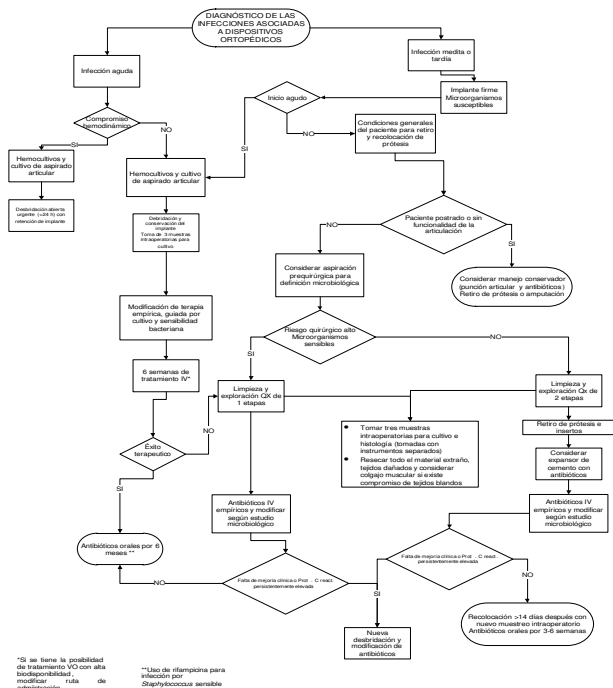 DIAGNÓSTICO DE LAS
INFECCIONES ASOCIADAS
A DISPOSITIVOS
ORTOPÉDICOS
Infección aguda
Infección medita o
tardía
Implante firme
Microorganismos
susceptibles
Inicio agudo
Compromiso
hemodinámico
SI
NO
SI
NO
Condiciones generales
del paciente para retiro
y recolocación de
prótesis
Hemocultivos y
cultivo de aspirado
articular
Hemocultivos y cultivo
de aspirado articular
Desbridación abierta
urgente (<24 h) con
retención de implante
Debridación y
conservación del
implante
Toma de 3 muestras
intraoperatorias para
cultivo
Paciente postrado o sin
funcionalidad de la
articulación
NO
SI
Considerar aspiración
prequirúrgica para
definición microbiológica
Considerar manejo conservador
(punción articular y antibióticos)
Retiro de prótesis o amputación
Modificación de terapia
empírica, guiada por
cultivo y sensibilidad
bacteriana
Riesgo quirúrgico alto
Microorganismos
sensibles
SI
NO
6 semanas de
tratamiento IV*
Limpieza y
exploración QX de
1 etapas
Limpieza y
exploración Qx de
2 etapas
NO
Éxito
terapeutico
SI
• Tomar tres muestras
intraoperatorias para cultivo e
histología (tomadas con
instrumentos separados)
• Resecar todo el material extraño,
tejidos dañados y considerar
colgajo muscular si existe
compromiso de tejidos blandos
Retiro de prótesis e
insertos
Considerar
expansor de
cemento con
antibióticos
Antibióticos IV
empíricos y modificar
según estudio
microbiológico
Antibióticos IV
empíricos y modificar
según estudio
microbiológico
Antibióticos orales por 6
meses **
NO
Falta de mejoría clínica o Prot . C react.
persistentemente elevada
Falta de mejoría clínica o Prot . C react.
persistentemente elevada
SI
SI
NO
Nueva
desbridación y
modificación de
antibióticos
Recolocación >14 días después con
nuevo muestreo intraoperatorio
Antibióticos orales por 3-6 semanas
*Si se tiene la posibilidad
de tratamiento VO con alta
biodisponibilidad,
modificar ruta de
**Uso de rifampicina para
infección por
Staphylococcus sensible